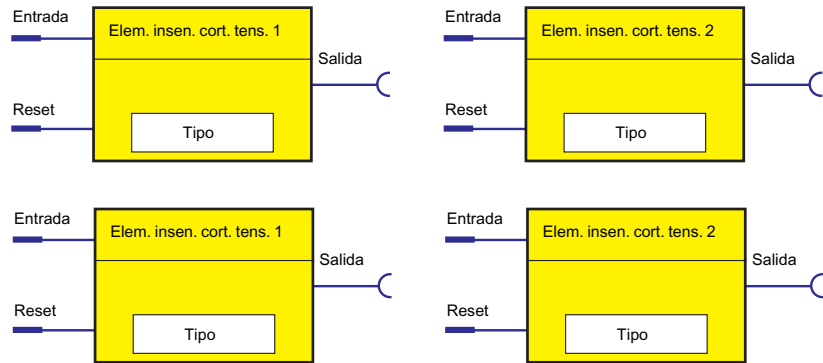 Entrada
Elem. insen. cort. tens. 1
Salida
Reset
Tipo
Entrada
Elem. insen. cort. tens. 2
Salida
Reset
Tipo
Entrada
Elem. insen. cort. tens. 1
Salida
Reset
Tipo
Entrada
Elem. insen. cort. tens. 2
Salida
Reset
Tipo